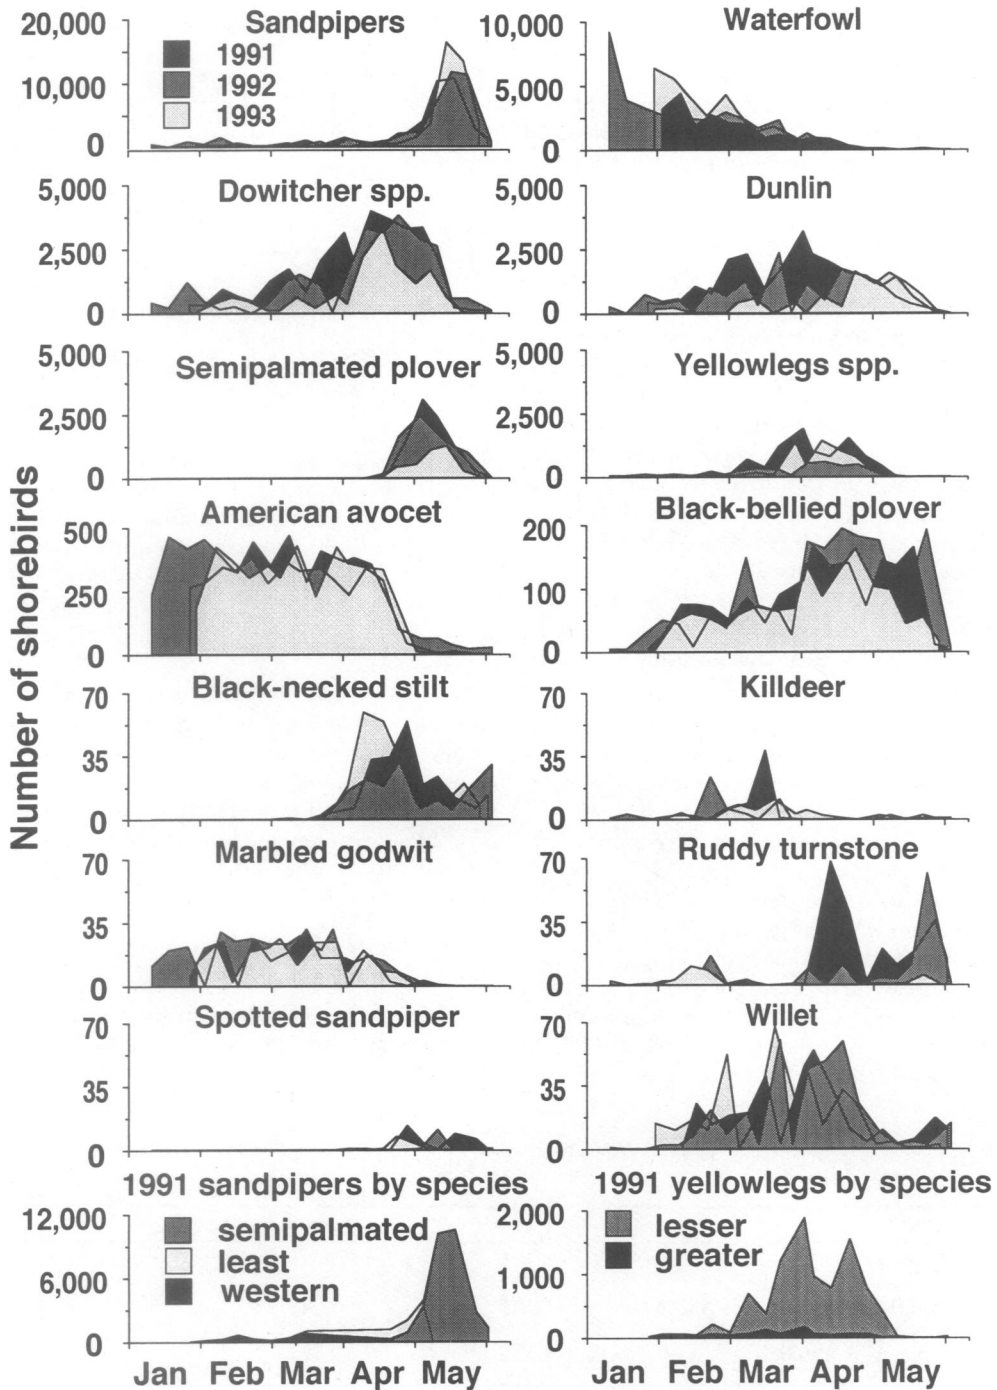 Number of shorebirds
Sandpipers
20,000
10,000
0
1991
1992
1993
Waterfowl
10,000
5,000
0
Dowitcher spp.
5,000
2,500
0
Dunlin
5,000
2,500
0
Semipalmated plover
5,000
2,500
0
Yellowlegs spp.
5,000
2,500
0
American avocet
500
250
0
Black-bellied plover
200
100
0
Black-necked stilt
70
35
0
Killdeer
70
35
0
Marbled godwit
70
35
0
Ruddy turnstone
70
35
0
Spotted sandpiper
70
35
0
Willet
70
35
0
1991 sandpipers by species
12,000
6,000
0
semipalmated
least
western
1991 yellowlegs by species
2,000
1,000
0
lesser
greater
Jan Feb Mar Apr May
Jan Feb Mar Apr May